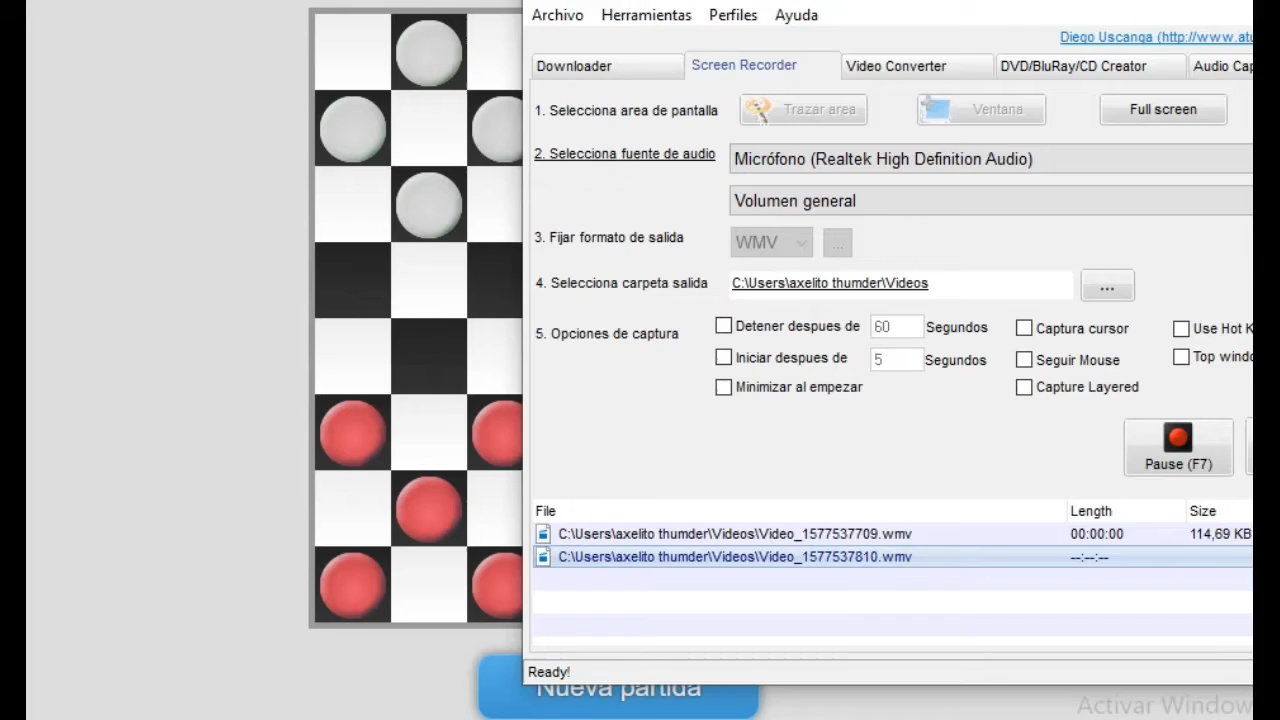 Archivo Herramientas Perfiles Ayuda
Diego Uscanga (http://www.atu
Downloader Screen Recorder Video Converter DVD/BluRay/CD Creator Audio Cap
1. Selecciona area de pantalla Trazar area Ventana Full screen
2. Selecciona fuente de audio Micrófono (Realtek High Definition Audio)
Volumen general
3. Fijar formato de salida WMV ...
4. Selecciona carpeta salida C:\Users\axelito thumder\Videos ...
5. Opciones de captura Detener despues de 60 Segundos Captura cursor Use Hot K
Iniciar despues de 5 Segundos Seguir Mouse Top windo
Minimizar al empezar Capture Layered
Pause (F7)
File Length Size
C:\Users\axelito thumder\Videos\Video_1577537709.wmv 00:00:00 114,69 KB
C:\Users\axelito thumder\Videos\Video_1577537810.wmv --:--:--
Ready!
Nueva partida
Activar Window